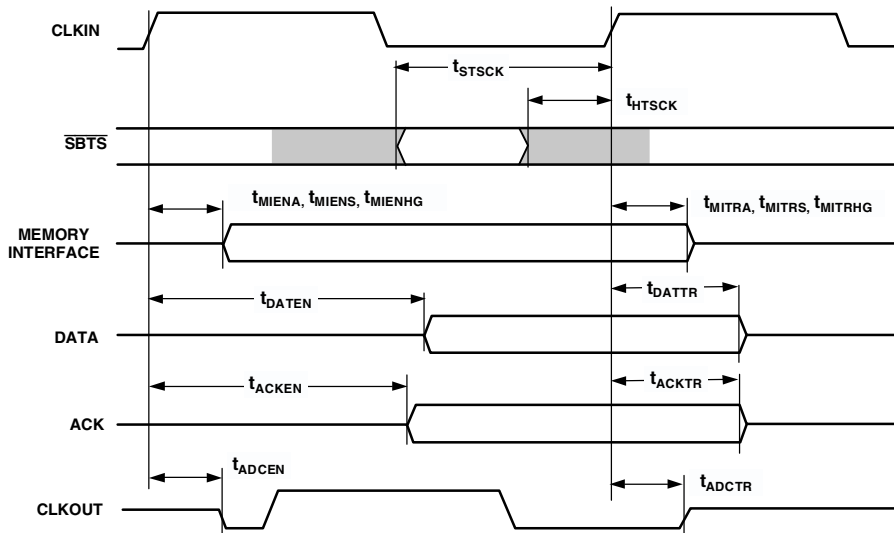 CLKIN
tSTSCK
tHTSCK
SBTS
tMIENA, tMIENS, tMIENHG
tMITRA, tMITRS, tMITRHG
MEMORY
INTERFACE
tDATEN
tDATTR
DATA
tACKEN
tACKTR
ACK
tADCEN
tADCTR
CLKOUT